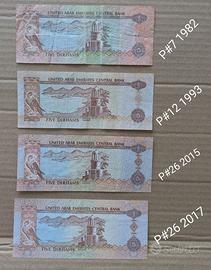 UNITED ARAB EMIRATES CENTRAL BANK
FIVE DIRHAMS
P#7 1982
UNITED ARAB EMIRATES CENTRAL BANK
FIVE DIRHAMS
P#12 1993
UNITED ARAB EMIRATES CENTRAL BANK
FIVE DIRHAMS
P#26 2015
UNITED ARAB EMIRATES CENTRAL BANK
FIVE DIRHAMS
P#26 2017